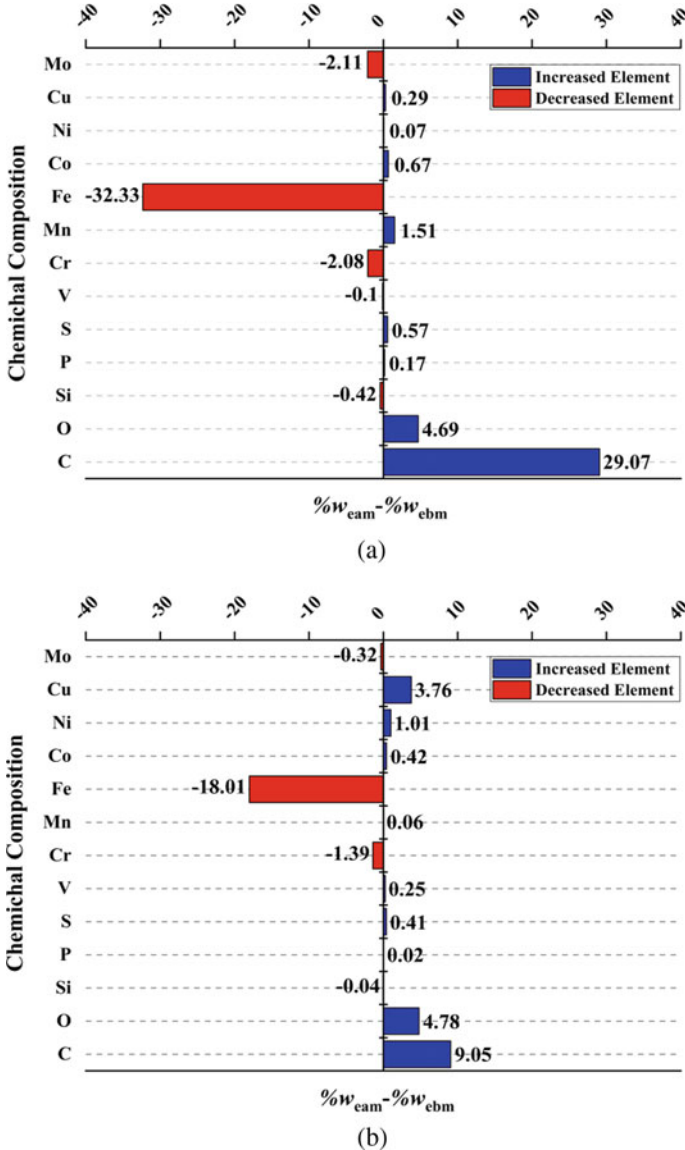 -40 -30 -20 -10 0 10 20 30 40
Increased Element
Decreased Element
Chemichal Composition
Mo -2.11
Cu 0.29
Ni 0.07
Co 0.67
Fe -32.33
Mn 1.51
Cr -2.08
V -0.1
S 0.57
P 0.17
Si -0.42
O 4.69
C 29.07
%w_eam-%w_ebm
(a)
-40 -30 -20 -10 0 10 20 30 40
Increased Element
Decreased Element
Chemichal Composition
Mo -0.32
Cu 3.76
Ni 1.01
Co 0.42
Fe -18.01
Mn 0.06
Cr -1.39
V 0.25
S 0.41
P 0.02
Si -0.04
O 4.78
C 9.05
%w_eam-%w_ebm
(b)